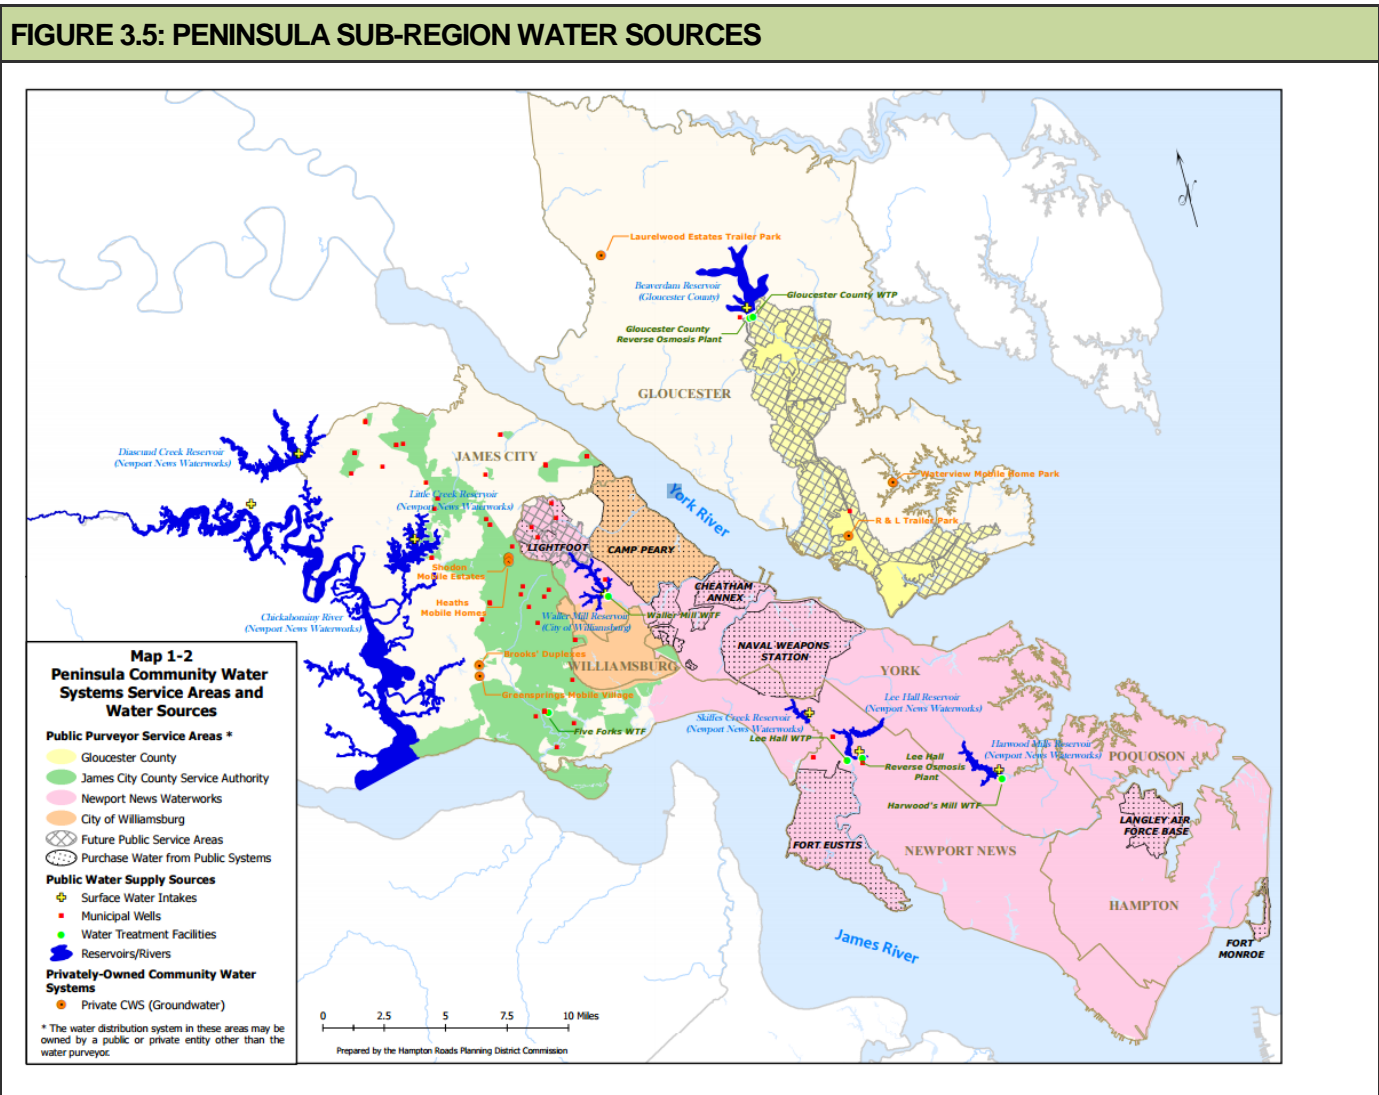 FIGURE 3.5: PENINSULA SUB-REGION WATER SOURCES
Laurelwood Estates Trailer Park
Beaverdam Reservoir
(Gloucester County)
Gloucester County WTP
Gloucester County
Reverse Osmosis Plant
GLOUCESTER
Diascund Creek Reservoir
(Newport News Waterworks)
JAMES CITY
Little Creek Reservoir
(Newport News Waterworks)
York River
Waterview Mobile Home Park
R & L Trailer Park
LIGHTFOOT
CAMP PEARY
Shodon
Mobile Estates
Heaths
Mobile Homes
CHEATHAM
ANNEX
Chickahominy River
(Newport News Waterworks)
Waller Mill Reservoir
(City of Williamsburg)
Waller Mill WTF
NAVAL WEAPONS
STATION
Brooks' Duplexes
WILLIAMSBURG
YORK
Greensprings Mobile Village
Lee Hall Reservoir
(Newport News Waterworks)
Skiffes Creek Reservoir
(Newport News Waterworks)
Five Forks WTF
Lee Hall WTP
Lee Hall
Reverse Osmosis
Plant
Harwood Mills Reservoir
(Newport News Waterworks)
POQUOSON
Harwood's Mill WTF
LANGLEY AIR
FORCE BASE
FORT EUSTIS
NEWPORT NEWS
HAMPTON
James River
FORT
MONROE
Map 1-2
Peninsula Community Water
Systems Service Areas and
Water Sources
Public Purveyor Service Areas *
Gloucester County
James City County Service Authority
Newport News Waterworks
City of Williamsburg
Future Public Service Areas
Purchase Water from Public Systems
Public Water Supply Sources
Surface Water Intakes
Municipal Wells
Water Treatment Facilities
Reservoirs/Rivers
Privately-Owned Community Water
Systems
Private CWS (Groundwater)
* The water distribution system in these areas may be
owned by a public or private entity other than the
water purveyor.
0 2.5 5 7.5 10 Miles
Prepared by the Hampton Roads Planning District Commission